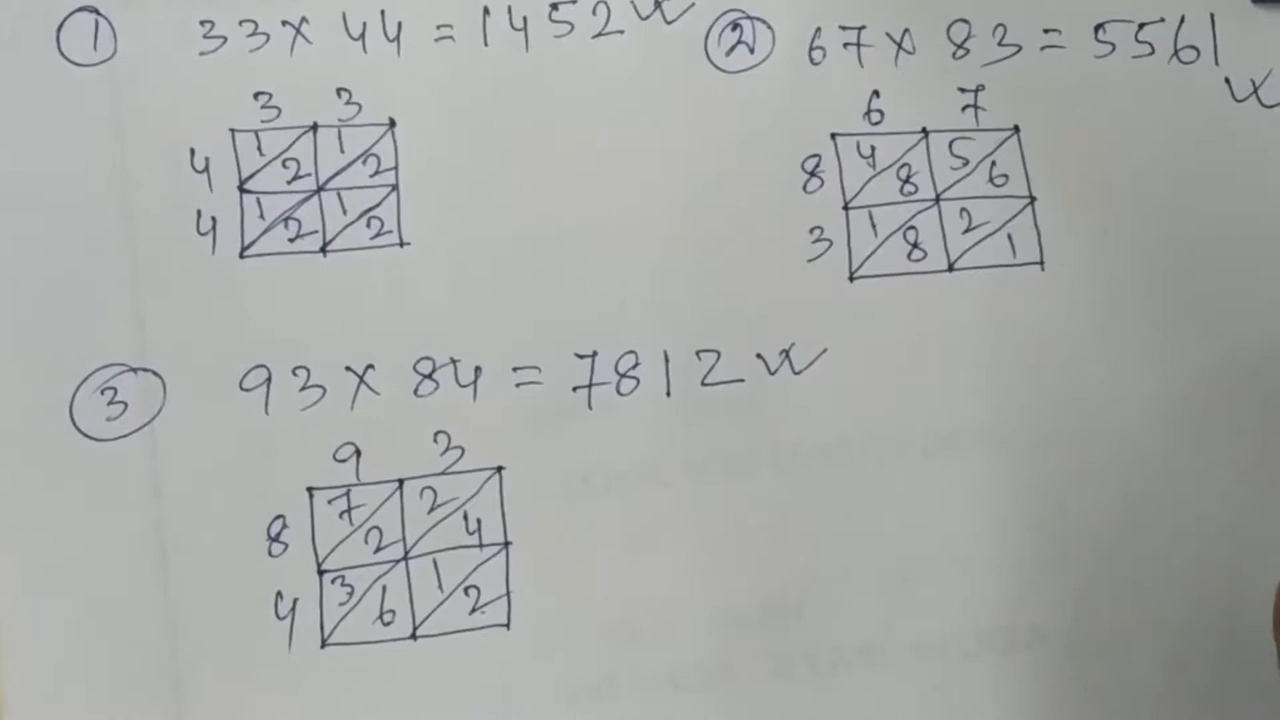 ① 33 × 44 = 1452
3 3
4 1 2 1 2
4 1 2 1 2
② 67 × 83 = 5561
6 7
8 4 8 5 6
3 1 8 2 1
③ 93 × 84 = 7812
9 3
8 7 2 2 4
4 3 6 1 2